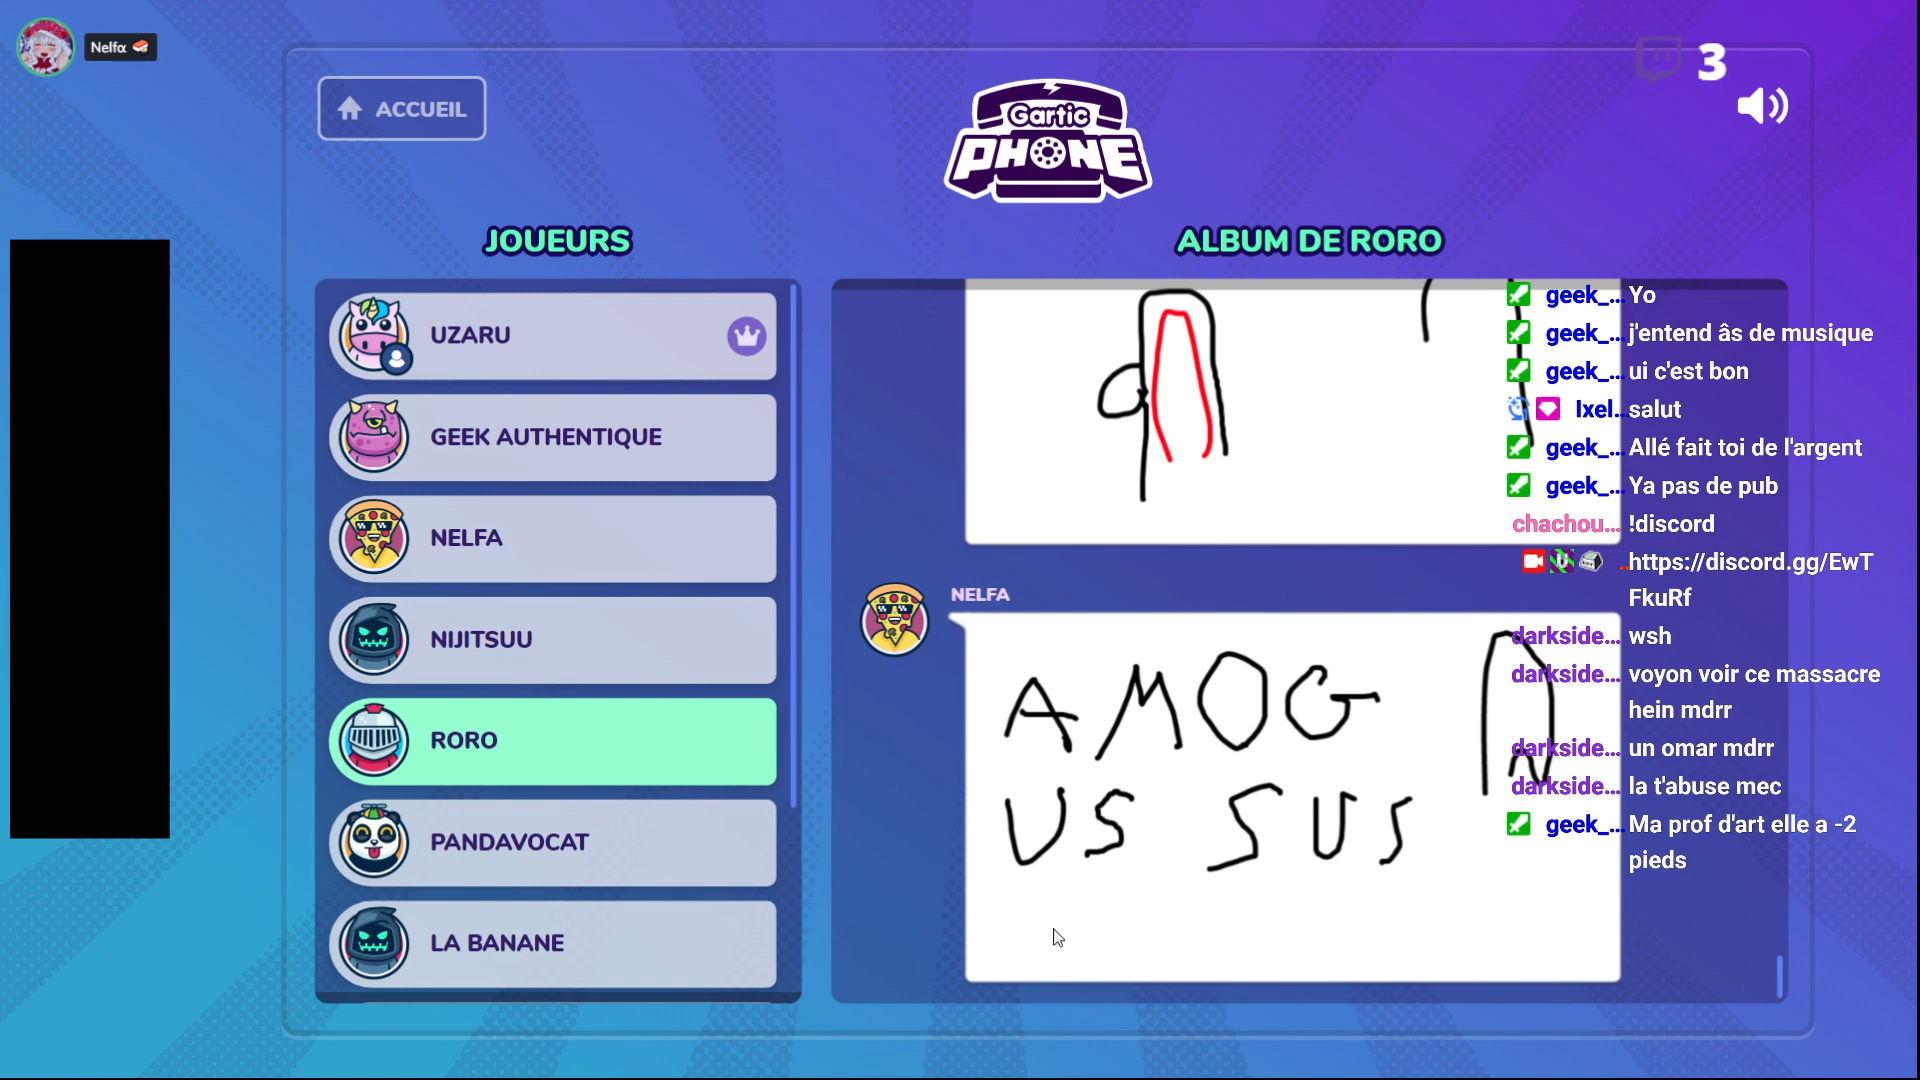 Nelfα
3
ACCUEIL
Gartic
PHONE
JOUEURS
ALBUM DE RORO
UZARU
GEEK AUTHENTIQUE
NELFA
NIJITSUU
RORO
PANDAVOCAT
LA BANANE
NELFA
AMOG
US SUS
geek_... Yo
geek_... j'entend âs de musique
geek_... ui c'est bon
Ixel... salut
geek_... Allé fait toi de l'argent
geek_... Ya pas de pub
chachou... !discord
.. https://discord.gg/EwT
FkuRf
darkside... wsh
darkside... voyon voir ce massacre
hein mdrr
darkside... un omar mdrr
darkside... la t'abuse mec
geek_... Ma prof d'art elle a -2
pieds